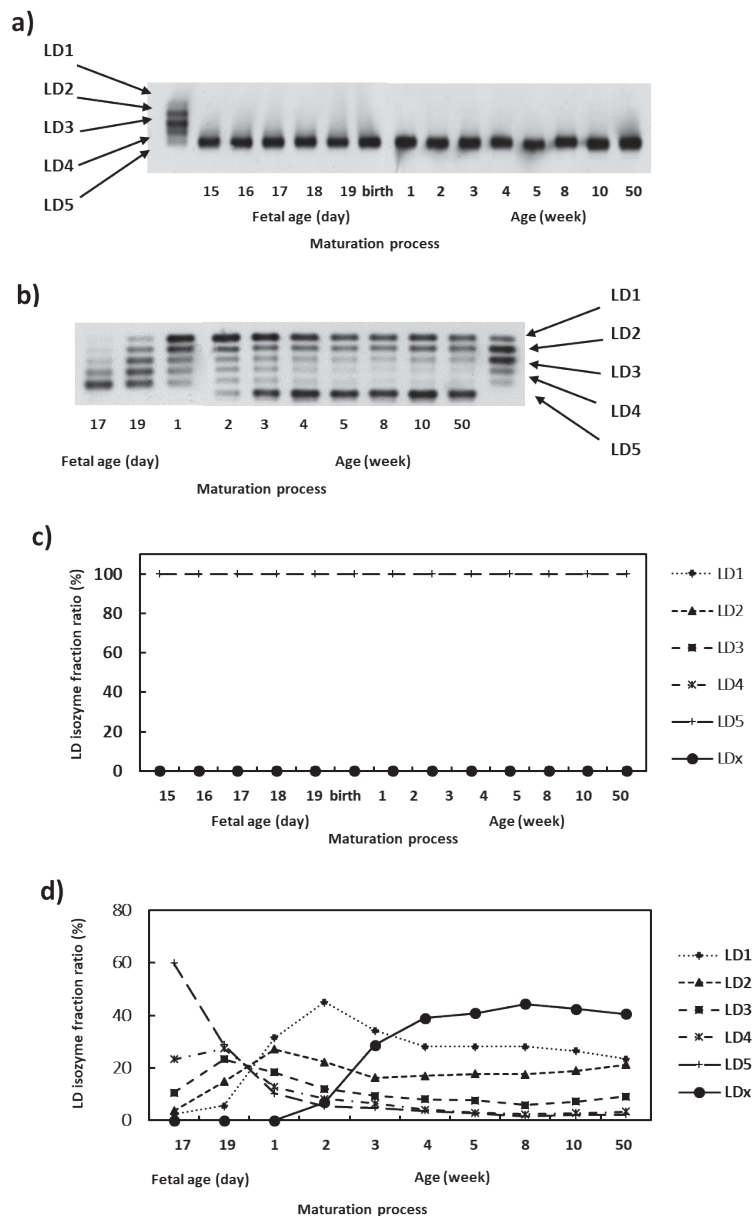 a)
LD1
LD2
LD3
LD4
LD5
15 16 17 18 19 birth 1 2 3 4 5 8 10 50
Fetal age (day) Age (week)
Maturation process
b)
LD1
LD2
LD3
LD4
LD5
17 19 1 2 3 4 5 8 10 50
Fetal age (day) Age (week)
Maturation process
c)
LD isozyme fraction ratio (%)
100
80
60
40
20
0
15 16 17 18 19 birth 1 2 3 4 5 8 10 50
Fetal age (day) Age (week)
Maturation process
LD1
LD2
LD3
LD4
LD5
LDx
d)
LD isozyme fraction ratio (%)
80
60
40
20
0
17 19 1 2 3 4 5 8 10 50
Fetal age (day) Age (week)
Maturation process
LD1
LD2
LD3
LD4
LD5
LDx